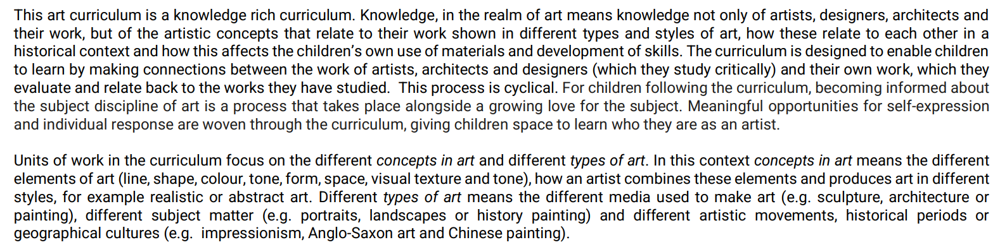 This art curriculum is a knowledge rich curriculum. Knowledge, in the realm of art means knowledge not only of artists, designers, architects and
their work, but of the artistic concepts that relate to their work shown in different types and styles of art, how these relate to each other in a
historical context and how this affects the children’s own use of materials and development of skills. The curriculum is designed to enable children
to learn by making connections between the work of artists, architects and designers (which they study critically) and their own work, which they
evaluate and relate back to the works they have studied.  This process is cyclical. For children following the curriculum, becoming informed about
the subject discipline of art is a process that takes place alongside a growing love for the subject. Meaningful opportunities for self-expression
and individual response are woven through the curriculum, giving children space to learn who they are as an artist.
Units of work in the curriculum focus on the different concepts in art and different types of art. In this context concepts in art means the different
elements of art (line, shape, colour, tone, form, space, visual texture and tone), how an artist combines these elements and produces art in different
styles, for example realistic or abstract art. Different types of art means the different media used to make art (e.g. sculpture, architecture or
painting), different subject matter (e.g. portraits, landscapes or history painting) and different artistic movements, historical periods or
geographical cultures (e.g.  impressionism, Anglo-Saxon art and Chinese painting).